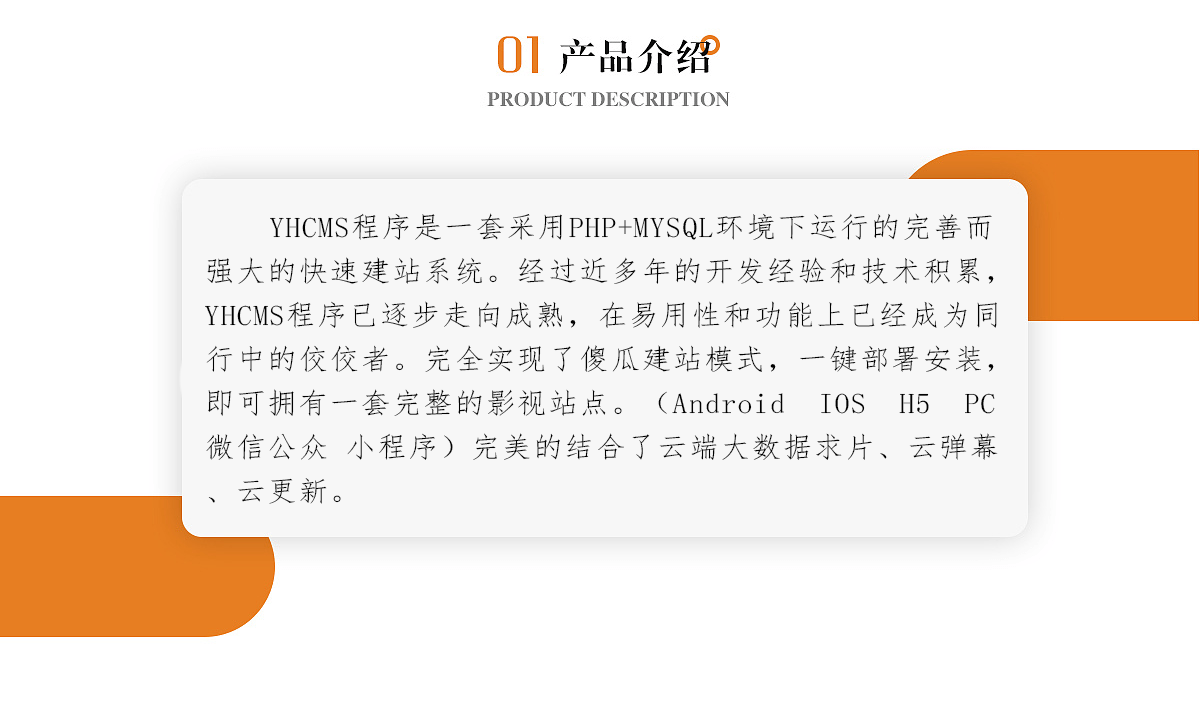 01 产品介绍
PRODUCT DESCRIPTION
YHCMS程序是一套采用PHP+MYSQL环境下运行的完善而
强大的快速建站系统。经过近多年的开发经验和技术积累，
YHCMS程序已逐步走向成熟，在易用性和功能上已经成为同
行中的佼佼者。完全实现了傻瓜建站模式，一键部署安装，
即可拥有一套完整的影视站点。（Android IOS H5 PC
微信公众 小程序）完美的结合了云端大数据求片、云弹幕
、云更新。